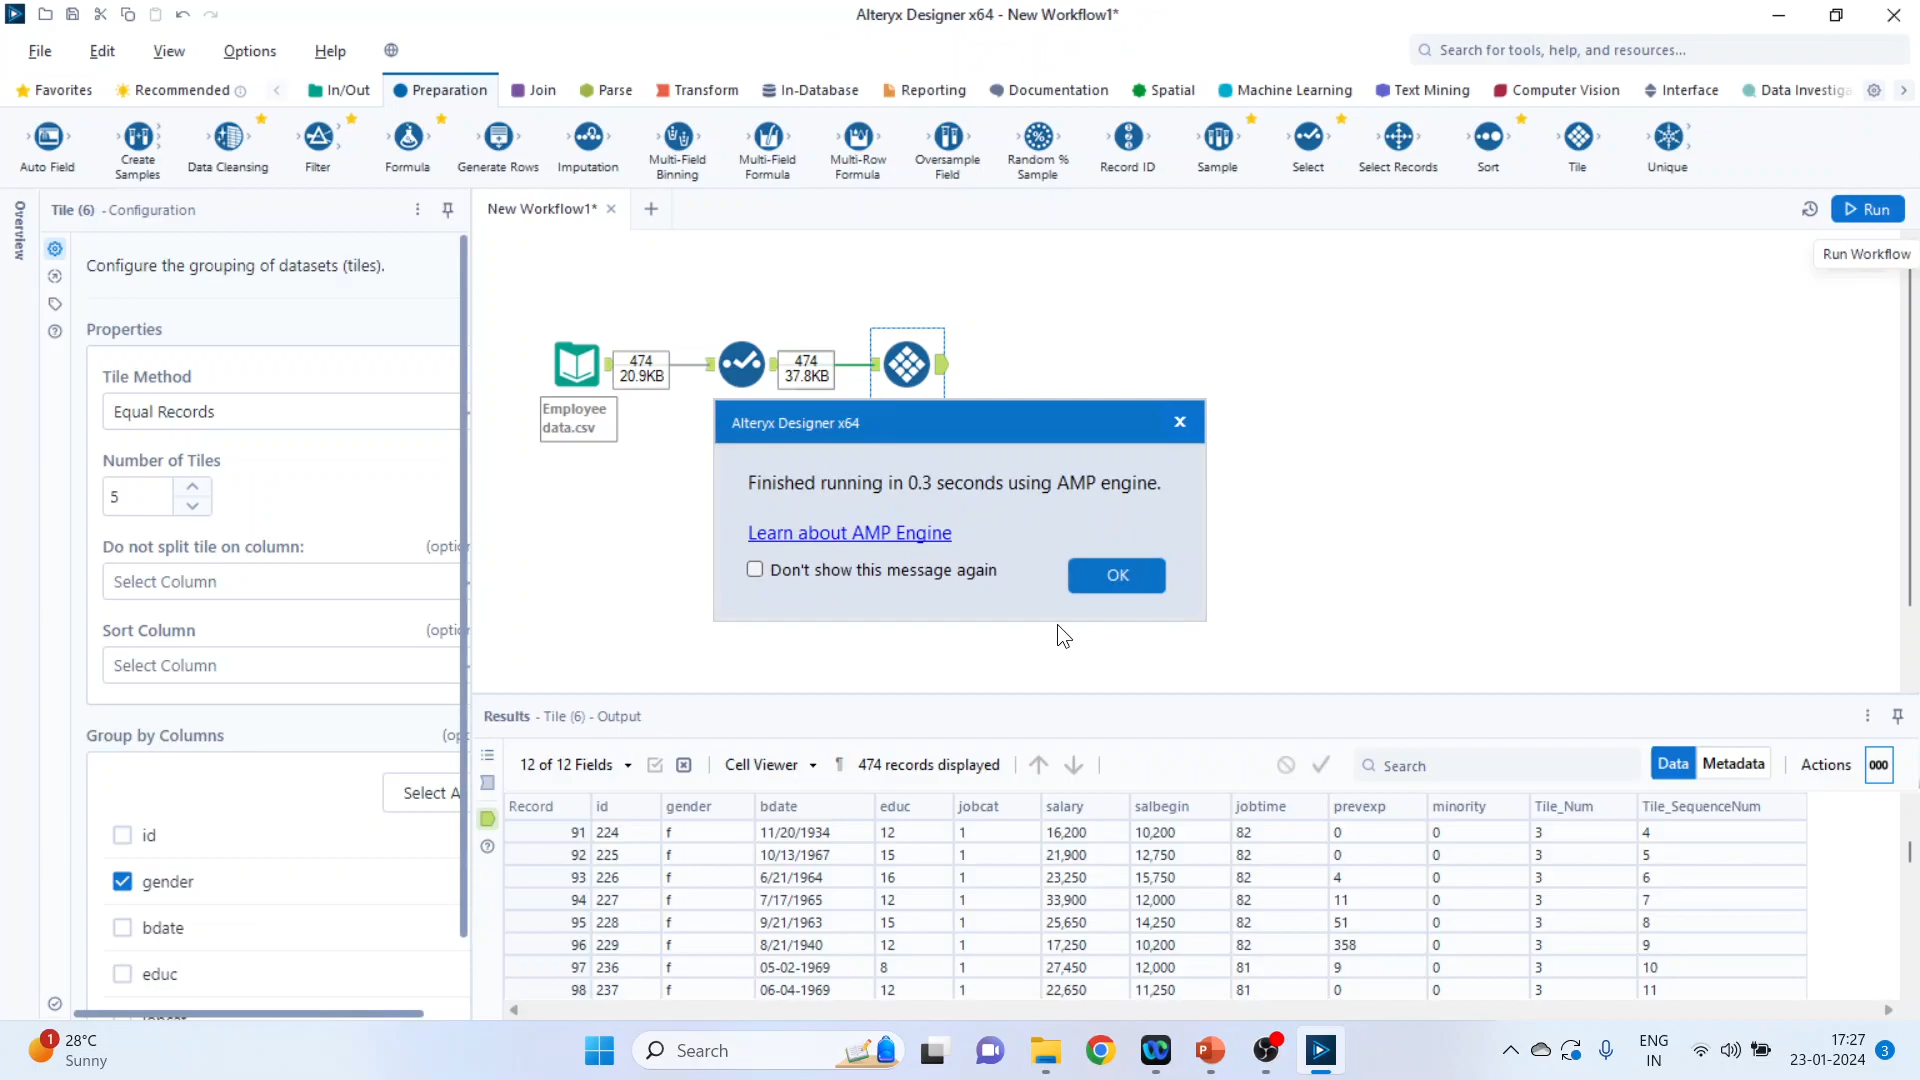 Alteryx Designer x64 - New Workflow1*
File Edit View Options Help
Search for tools, help, and resources...
Favorites Recommended In/Out Preparation Join Parse Transform In-Database Reporting Documentation Spatial Machine Learning Text Mining Computer Vision Interface Data Investiga
Auto Field
Create Samples
Data Cleansing
Filter
Formula
Generate Rows
Imputation
Multi-Field Binning
Multi-Field Formula
Multi-Row Formula
Oversample Field
Random % Sample
Record ID
Sample
Select
Select Records
Sort
Tile
Unique
Overview
Tile (6) - Configuration
New Workflow1*
Run
Run Workflow
Configure the grouping of datasets (tiles).
Properties
Tile Method
Equal Records
Number of Tiles
5
Do not split tile on column: (optio
Select Column
Sort Column (optio
Select Column
Group by Columns (op
Select A
id
gender
bdate
educ
474
20.9KB
474
37.8KB
Employee
data.csv
Alteryx Designer x64
Finished running in 0.3 seconds using AMP engine.
Learn about AMP Engine
Don't show this message again
OK
Results - Tile (6) - Output
12 of 12 Fields Cell Viewer 474 records displayed Search Data Metadata Actions 000
Record id gender bdate educ jobcat salary salbegin jobtime prevexp minority Tile_Num Tile_SequenceNum
91 224 f 11/20/1934 12 1 16,200 10,200 82 0 0 3 4
92 225 f 10/13/1967 15 1 21,900 12,750 82 0 0 3 5
93 226 f 6/21/1964 16 1 23,250 15,750 82 4 0 3 6
94 227 f 7/17/1965 12 1 33,900 12,000 82 11 0 3 7
95 228 f 9/21/1963 15 1 25,650 14,250 82 51 0 3 8
96 229 f 8/21/1940 12 1 17,250 10,200 82 358 0 3 9
97 236 f 05-02-1969 8 1 27,450 12,000 81 9 0 3 10
98 237 f 06-04-1969 12 1 22,650 11,250 81 0 0 3 11
1
28°C
Sunny
Search
ENG
IN
17:27
23-01-2024
3